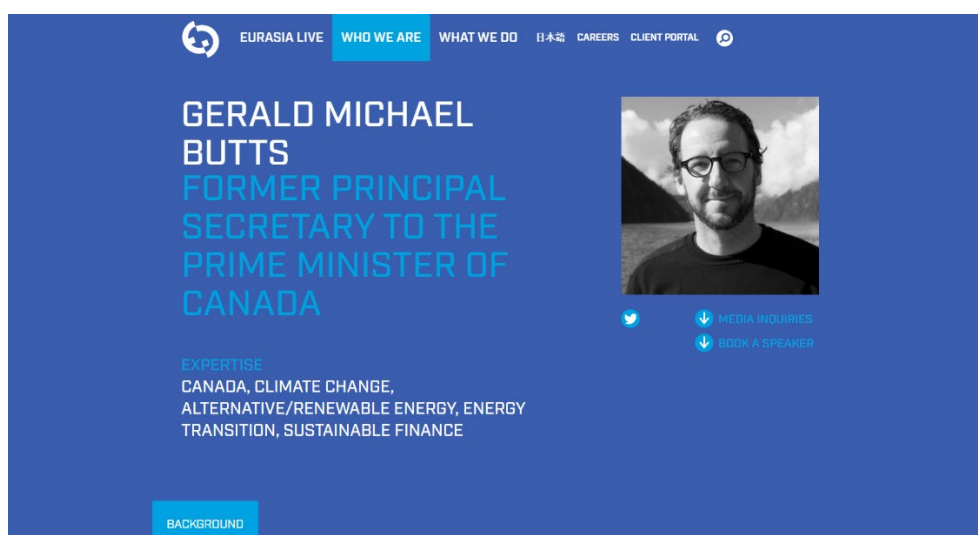 EURASIA LIVE WHO WE ARE WHAT WE DO 日本語 CAREERS CLIENT PORTAL
GERALD MICHAEL
BUTTS
FORMER PRINCIPAL
SECRETARY TO THE
PRIME MINISTER OF
CANADA
MEDIA INQUIRIES
BOOK A SPEAKER
EXPERTISE
CANADA, CLIMATE CHANGE,
ALTERNATIVE/RENEWABLE ENERGY, ENERGY
TRANSITION, SUSTAINABLE FINANCE
BACKGROUND